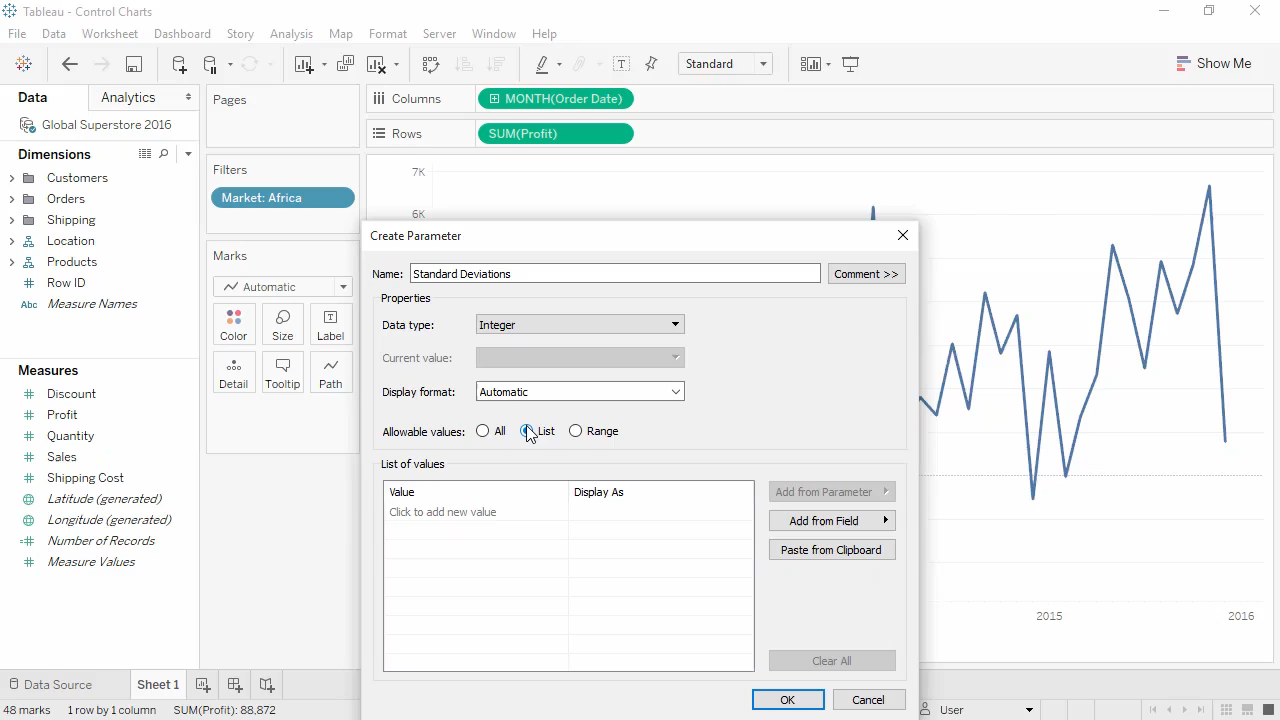 Tableau - Control Charts
File Data Worksheet Dashboard Story Analysis Map Format Server Window Help
Standard
Show Me
Data
Analytics
Global Superstore 2016
Dimensions
Customers
Orders
Shipping
Location
Products
Row ID
Abc Measure Names
Measures
Discount
Profit
Quantity
Sales
Shipping Cost
Latitude (generated)
Longitude (generated)
Number of Records
Measure Values
Pages
Filters
Market: Africa
Marks
Automatic
Color Size Label
Detail Tooltip Path
Columns MONTH(Order Date)
Rows SUM(Profit)
7K
6K
2015 2016
Create Parameter
Name: Standard Deviations Comment >>
Properties
Data type: Integer
Current value:
Display format: Automatic
Allowable values: All List Range
List of values
Value Display As
Click to add new value
Add from Parameter
Add from Field
Paste from Clipboard
Clear All
OK Cancel
Data Source Sheet 1
48 marks 1 row by 1 column SUM(Profit): 88,872
User